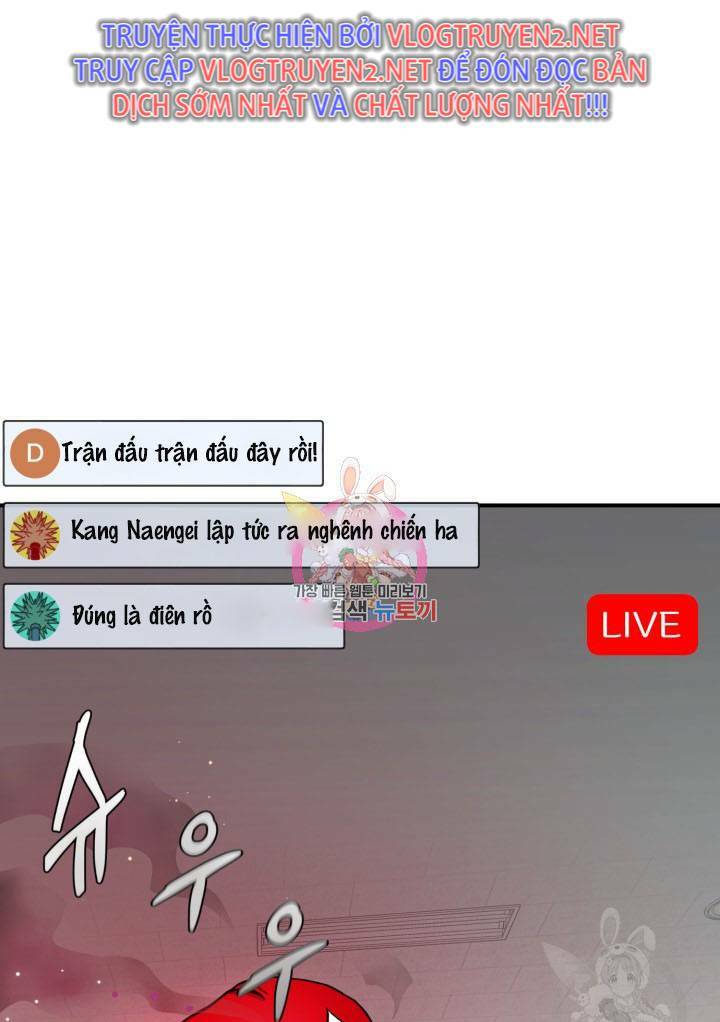 TRUYỆN THỰC HIỆN BỞI VLOGTRUYEN2.NET
TRUY CẬP VLOGTRUYEN2.NET ĐỂ ĐÓN ĐỌC BẢN
DỊCH SỚM NHẤT VÀ CHẤT LƯỢNG NHẤT!!!
D Trận đấu trận đấu đây rồi!
Kang Naengei lập tức ra nghênh chiến ha
가장 빠른 웹툰 미리보기
검색 뉴토끼
Đúng là điên rồ
LIVE
슈우우